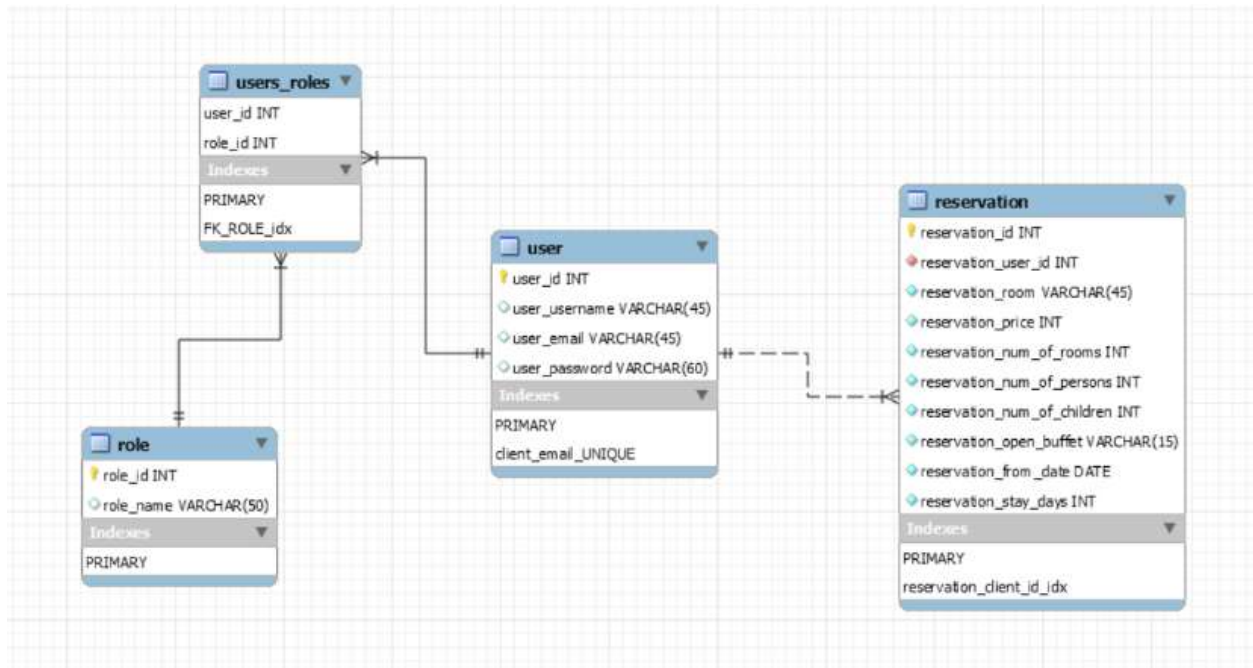 users_roles
user_id INT
role_id INT
Indexes
PRIMARY
FK_ROLE_idx
user
user_id INT
user_username VARCHAR(45)
user_email VARCHAR(45)
user_password VARCHAR(60)
Indexes
PRIMARY
client_email_UNIQUE
role
role_id INT
role_name VARCHAR(50)
Indexes
PRIMARY
reservation
reservation_id INT
reservation_user_id INT
reservation_room VARCHAR(45)
reservation_price INT
reservation_num_of_rooms INT
reservation_num_of_persons INT
reservation_num_of_children INT
reservation_open_buffet VARCHAR(15)
reservation_from_date DATE
reservation_stay_days INT
Indexes
PRIMARY
reservation_client_id_idx